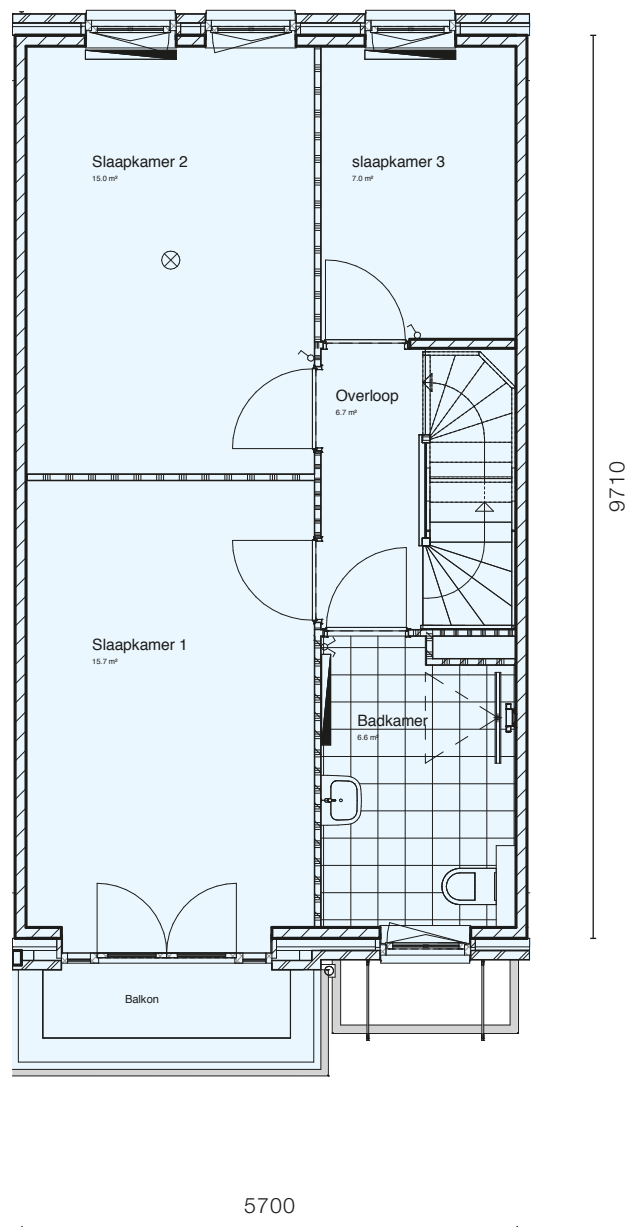 Slaapkamer 2
15.0 m²
slaapkamer 3
7.0 m²
Overloop
6.7 m²
9710
Slaapkamer 1
15.7 m²
Badkamer
6.6 m²
Balkon
5700